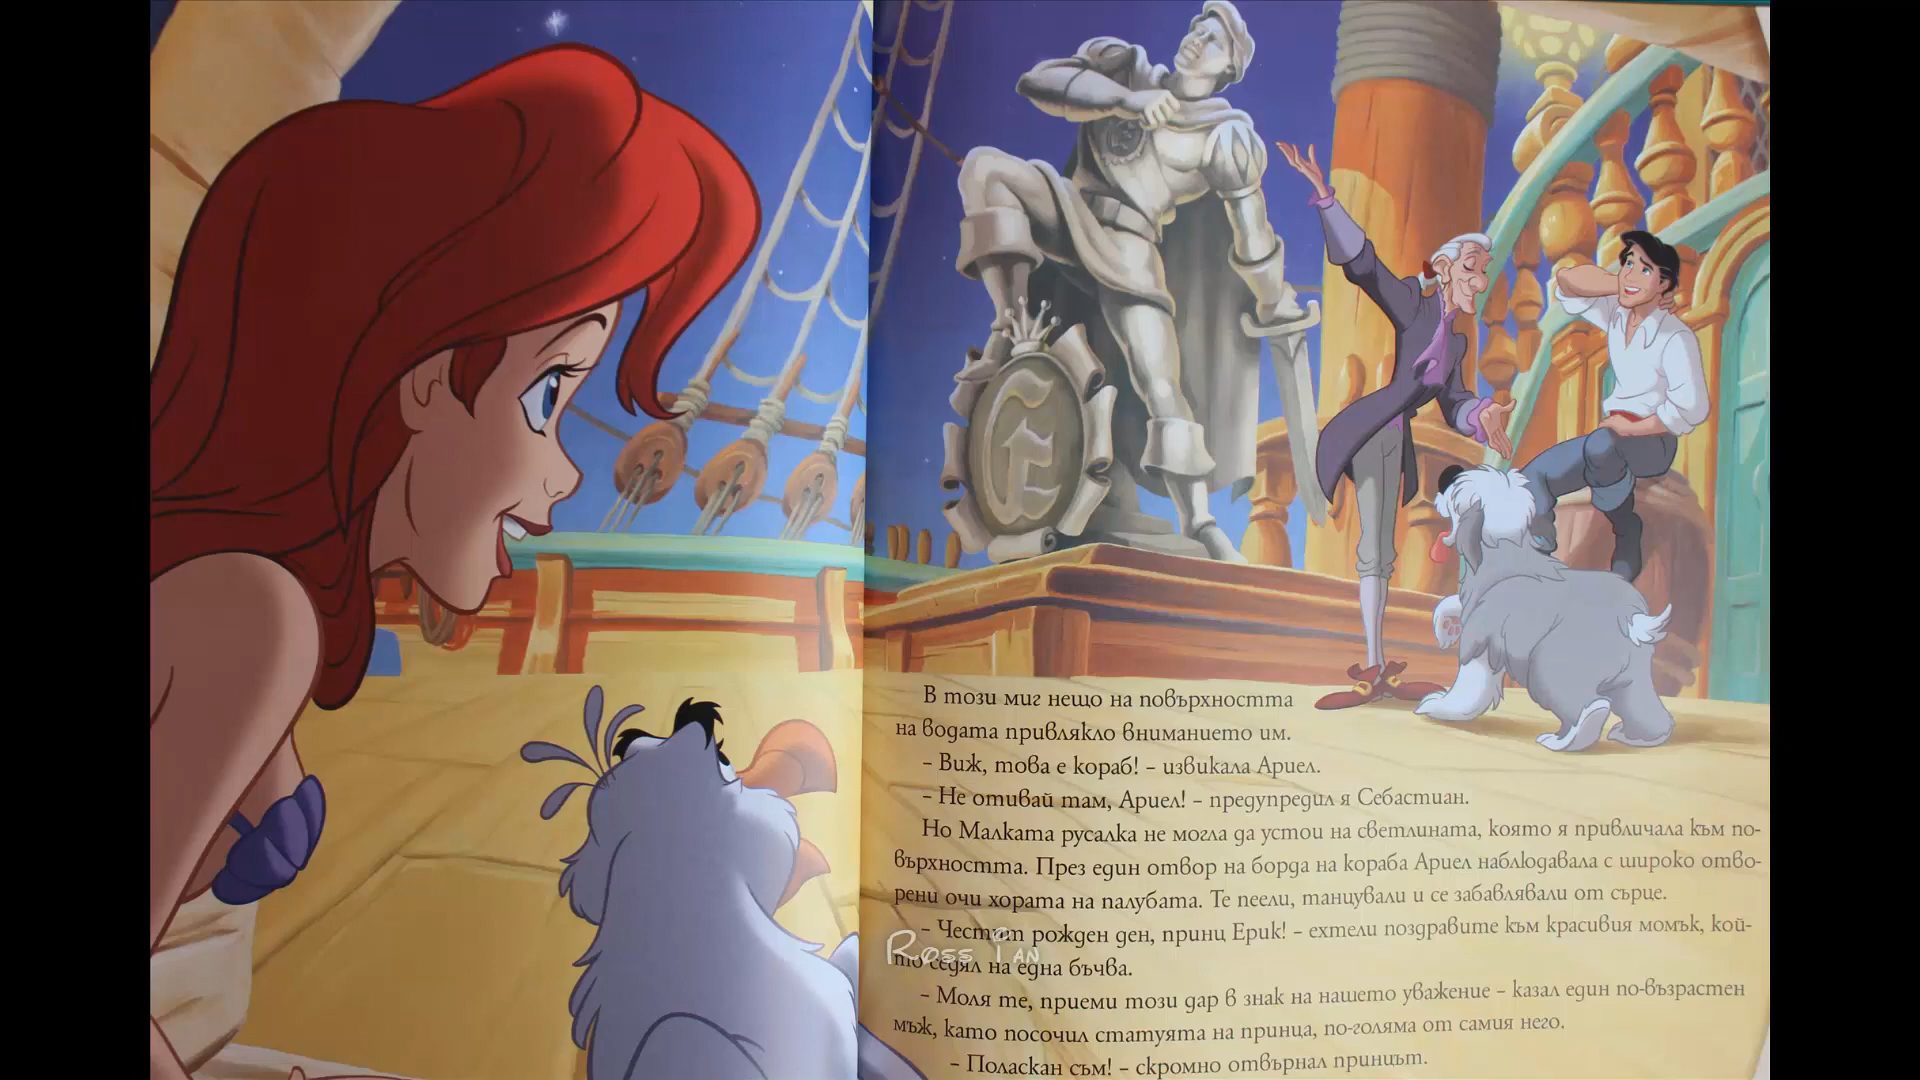 В този миг нещо на повърхността
на водата привлякло вниманието им.
– Виж, това е кораб! – извикала Ариел.
– Не отивай там, Ариел! – предупредил я Себастиан.
Но Малката русалка не могла да устои на светлината, която я привличала към по-
върхността. През един отвор на борда на кораба Ариел наблюдавала с широко отво-
рени очи хората на палубата. Те пеели, танцували и се забавлявали от сърце.
– Честит рожден ден, принц Ерик! – ехтели поздравите към красивия момък, кой-
то седял на една бъчва.
Ross Tan
– Моля те, приеми този дар в знак на нашето уважение – казал един по-възрастен
мъж, като посочил статуята на принца, по-голяма от самия него.
– Поласкан съм! – скромно отвърнал принцът.